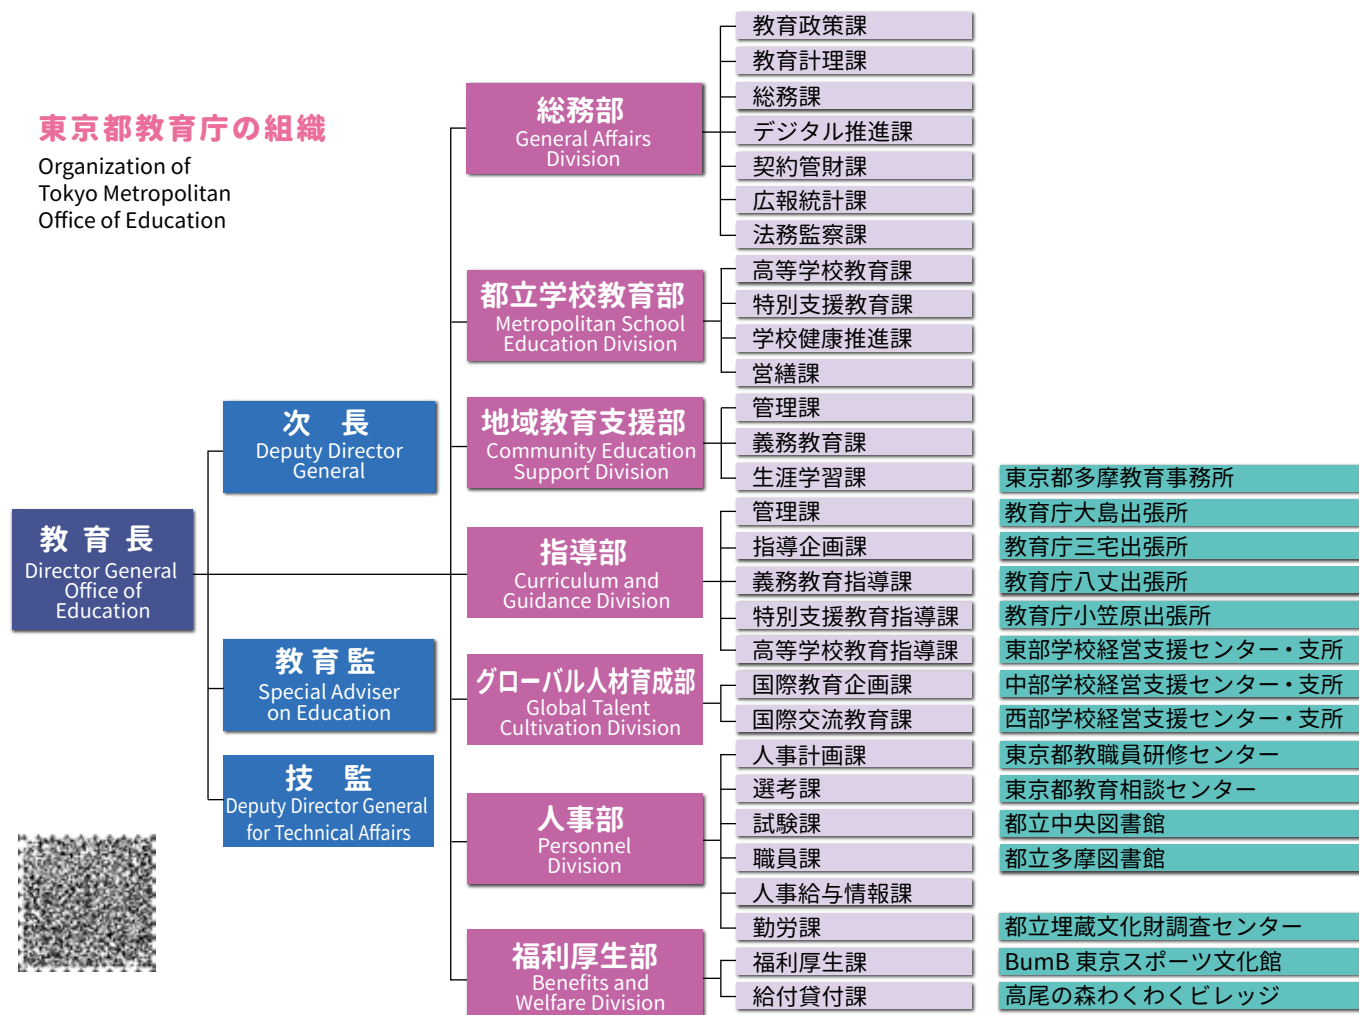 東京都教育庁の組織
Organization of
Tokyo Metropolitan
Office of Education
教育長
Director General
Office of
Education
次 長
Deputy Director
General
教育監
Special Adviser
on Education
技 監
Deputy Director General
for Technical Affairs
総務部
General Affairs
Division
教育政策課
教育計理課
総務課
デジタル推進課
契約管財課
広報統計課
法務監察課
都立学校教育部
Metropolitan School
Education Division
高等学校教育課
特別支援教育課
学校健康推進課
営繕課
地域教育支援部
Community Education
Support Division
管理課
義務教育課
生涯学習課
指導部
Curriculum and
Guidance Division
管理課
指導企画課
義務教育指導課
特別支援教育指導課
高等学校教育指導課
グローバル人材育成部
Global Talent
Cultivation Division
国際教育企画課
国際交流教育課
人事部
Personnel
Division
人事計画課
選考課
試験課
職員課
人事給与情報課
勤労課
福利厚生部
Benefits and
Welfare Division
福利厚生課
給付貸付課
東京都多摩教育事務所
教育庁大島出張所
教育庁三宅出張所
教育庁八丈出張所
教育庁小笠原出張所
東部学校経営支援センター・支所
中部学校経営支援センター・支所
西部学校経営支援センター・支所
東京都教職員研修センター
東京都教育相談センター
都立中央図書館
都立多摩図書館
都立埋蔵文化財調査センター
BumB 東京スポーツ文化館
高尾の森わくわくビレッジ